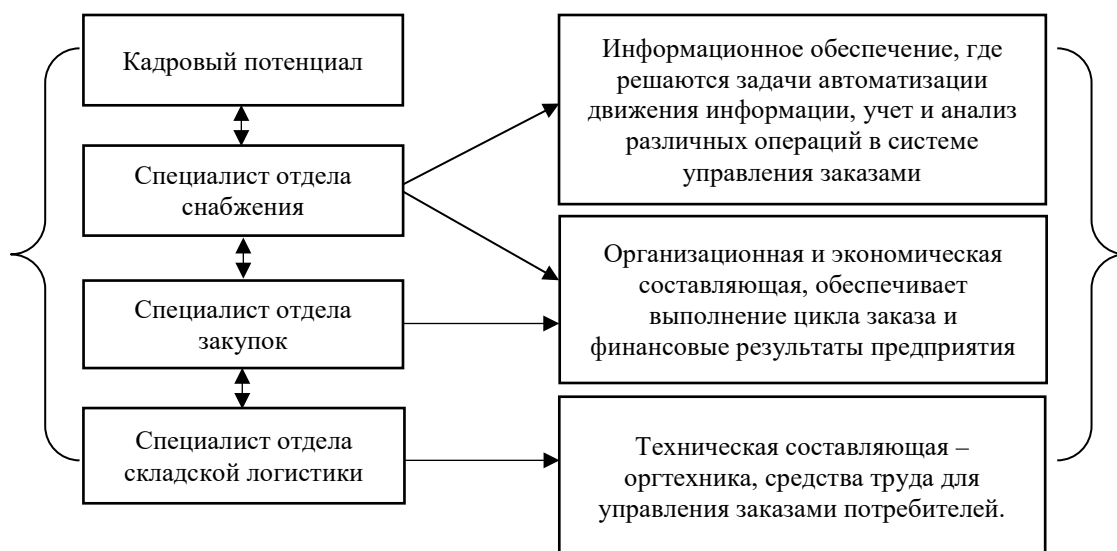 Кадровый потенциал
Специалист отдела
снабжения
Специалист отдела
закупок
Специалист отдела
складской логистики
Информационное обеспечение, где
решаются задачи автоматизации
движения информации, учет и анализ
различных операций в системе
управления заказами
Организационная и экономическая
составляющая, обеспечивает
выполнение цикла заказа и
финансовые результаты предприятия
Техническая составляющая –
оргтехника, средства труда для
управления заказами потребителей.